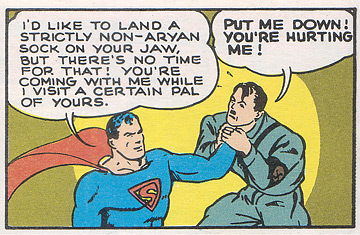 I'D LIKE TO LAND A
STRICTLY NON-ARYAN
SOCK ON YOUR JAW,
BUT THERE'S NO TIME
FOR THAT! YOU'RE
COMING WITH ME WHILE
I VISIT A CERTAIN PAL
OF YOURS.
PUT ME DOWN!
YOU'RE HURTING
ME!
S